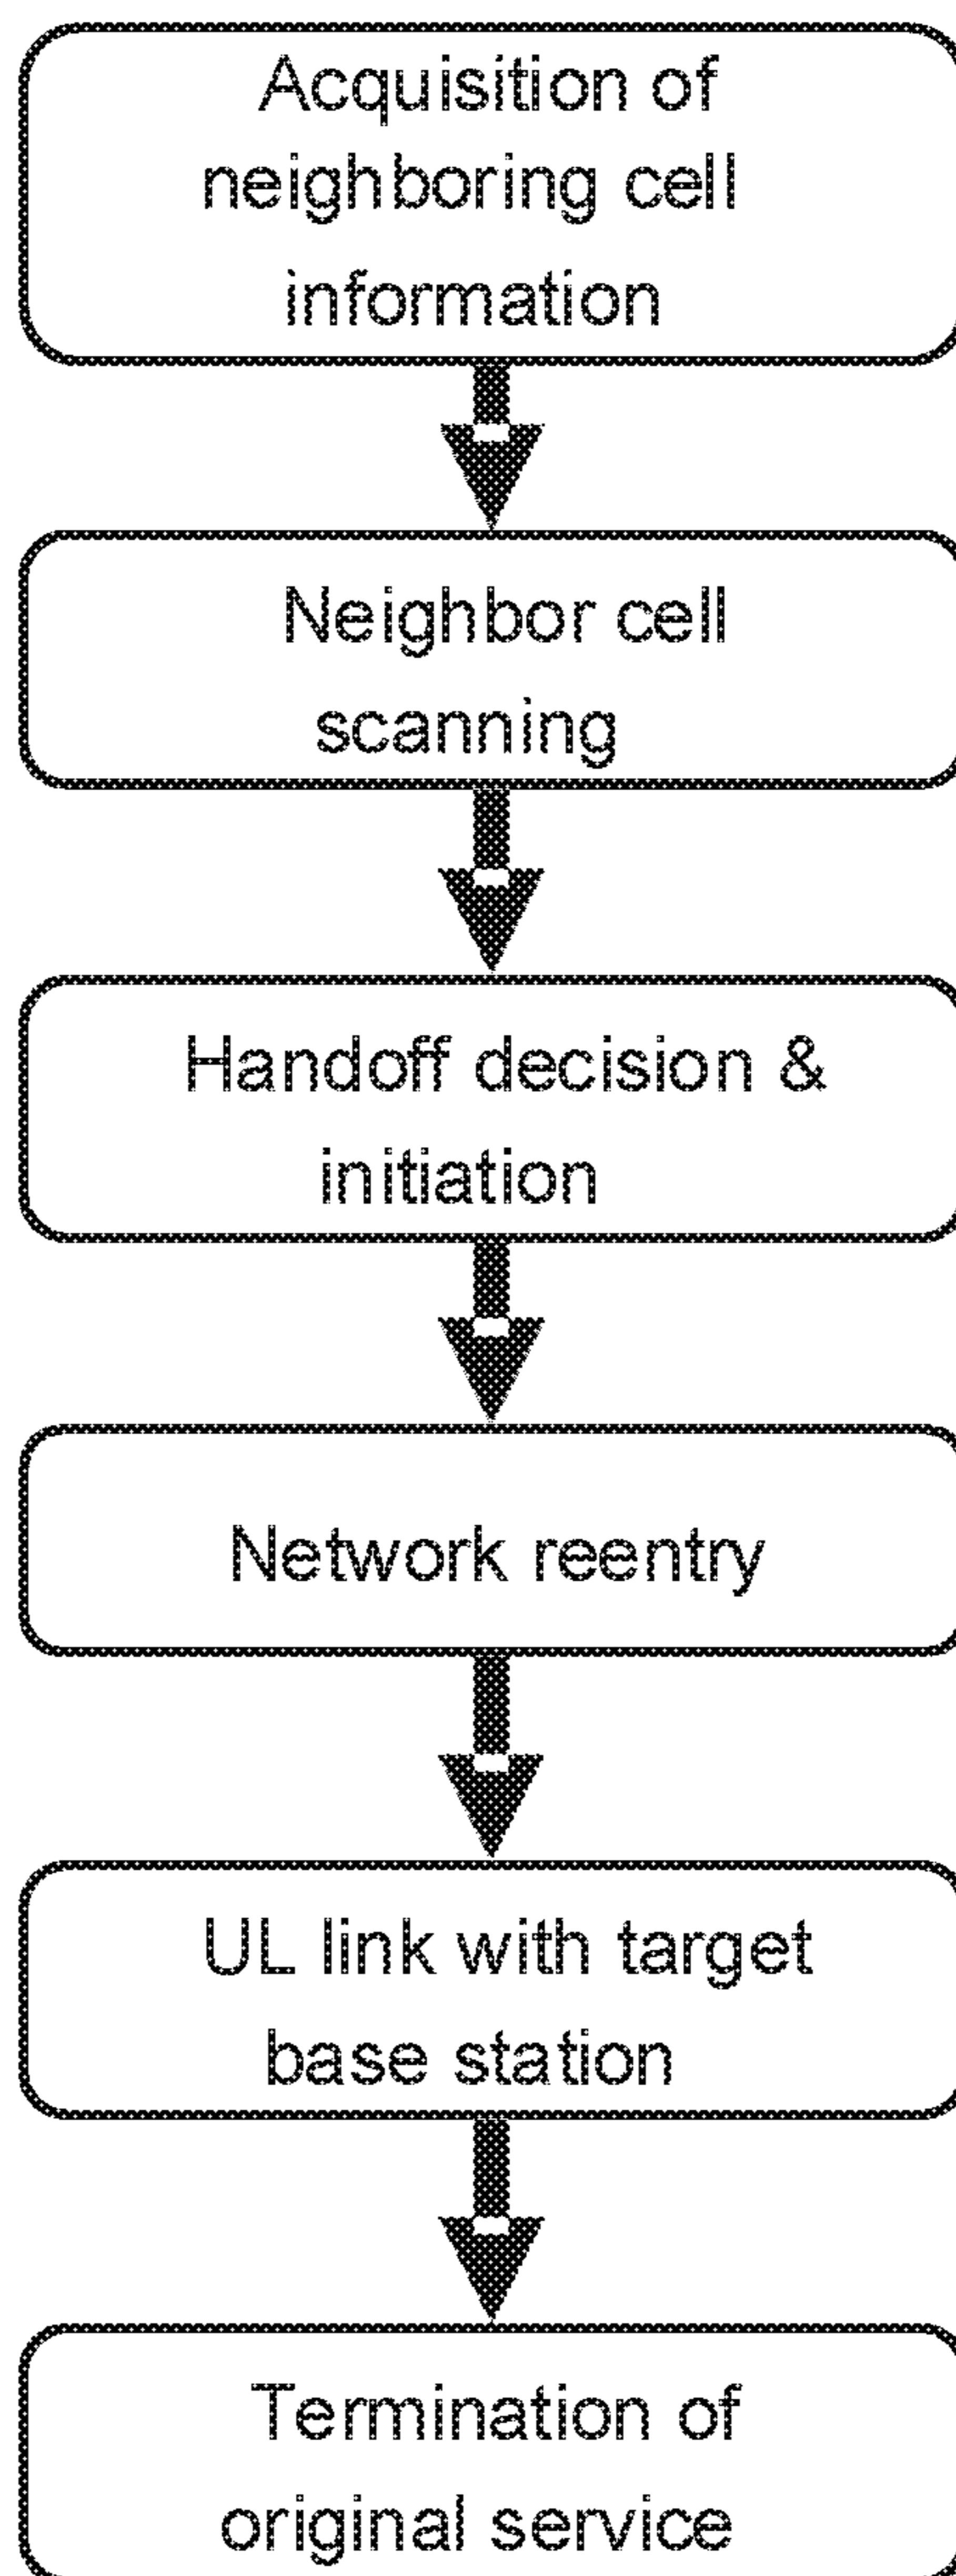 Acquisition of
neighboring cell
information
Neighbor cell
scanning
Handoff decision &
initiation
Network reentry
UL link with target
base station
Termination of
original service